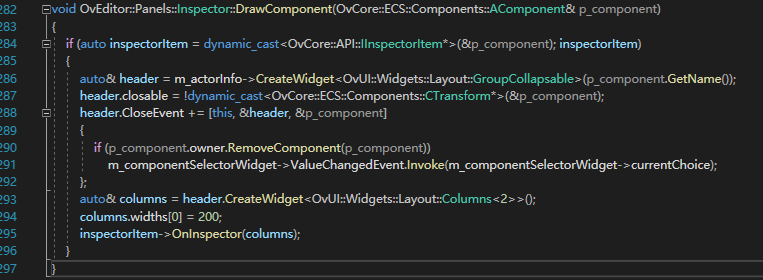 282 void OvEditor::Panels::Inspector::DrawComponent(OvCore::ECS::Components::AComponent& p_component)
283 {
284 if (auto inspectorItem = dynamic_cast<OvCore::API::IInspectorItem*>(&p_component); inspectorItem)
285 {
286 auto& header = m_actorInfo->CreateWidget<OvUI::Widgets::Layout::GroupCollapsable>(p_component.GetName());
287 header.closable = !dynamic_cast<OvCore::ECS::Components::CTransform*>(&p_component);
288 header.CloseEvent += [this, &header, &p_component]
289 {
290 if (p_component.owner.RemoveComponent(p_component))
291 m_componentSelectorWidget->ValueChangedEvent.Invoke(m_componentSelectorWidget->currentChoice);
292 };
293 auto& columns = header.CreateWidget<OvUI::Widgets::Layout::Columns<2>>();
294 columns.widths[0] = 200;
295 inspectorItem->OnInspector(columns);
296 }
297 }